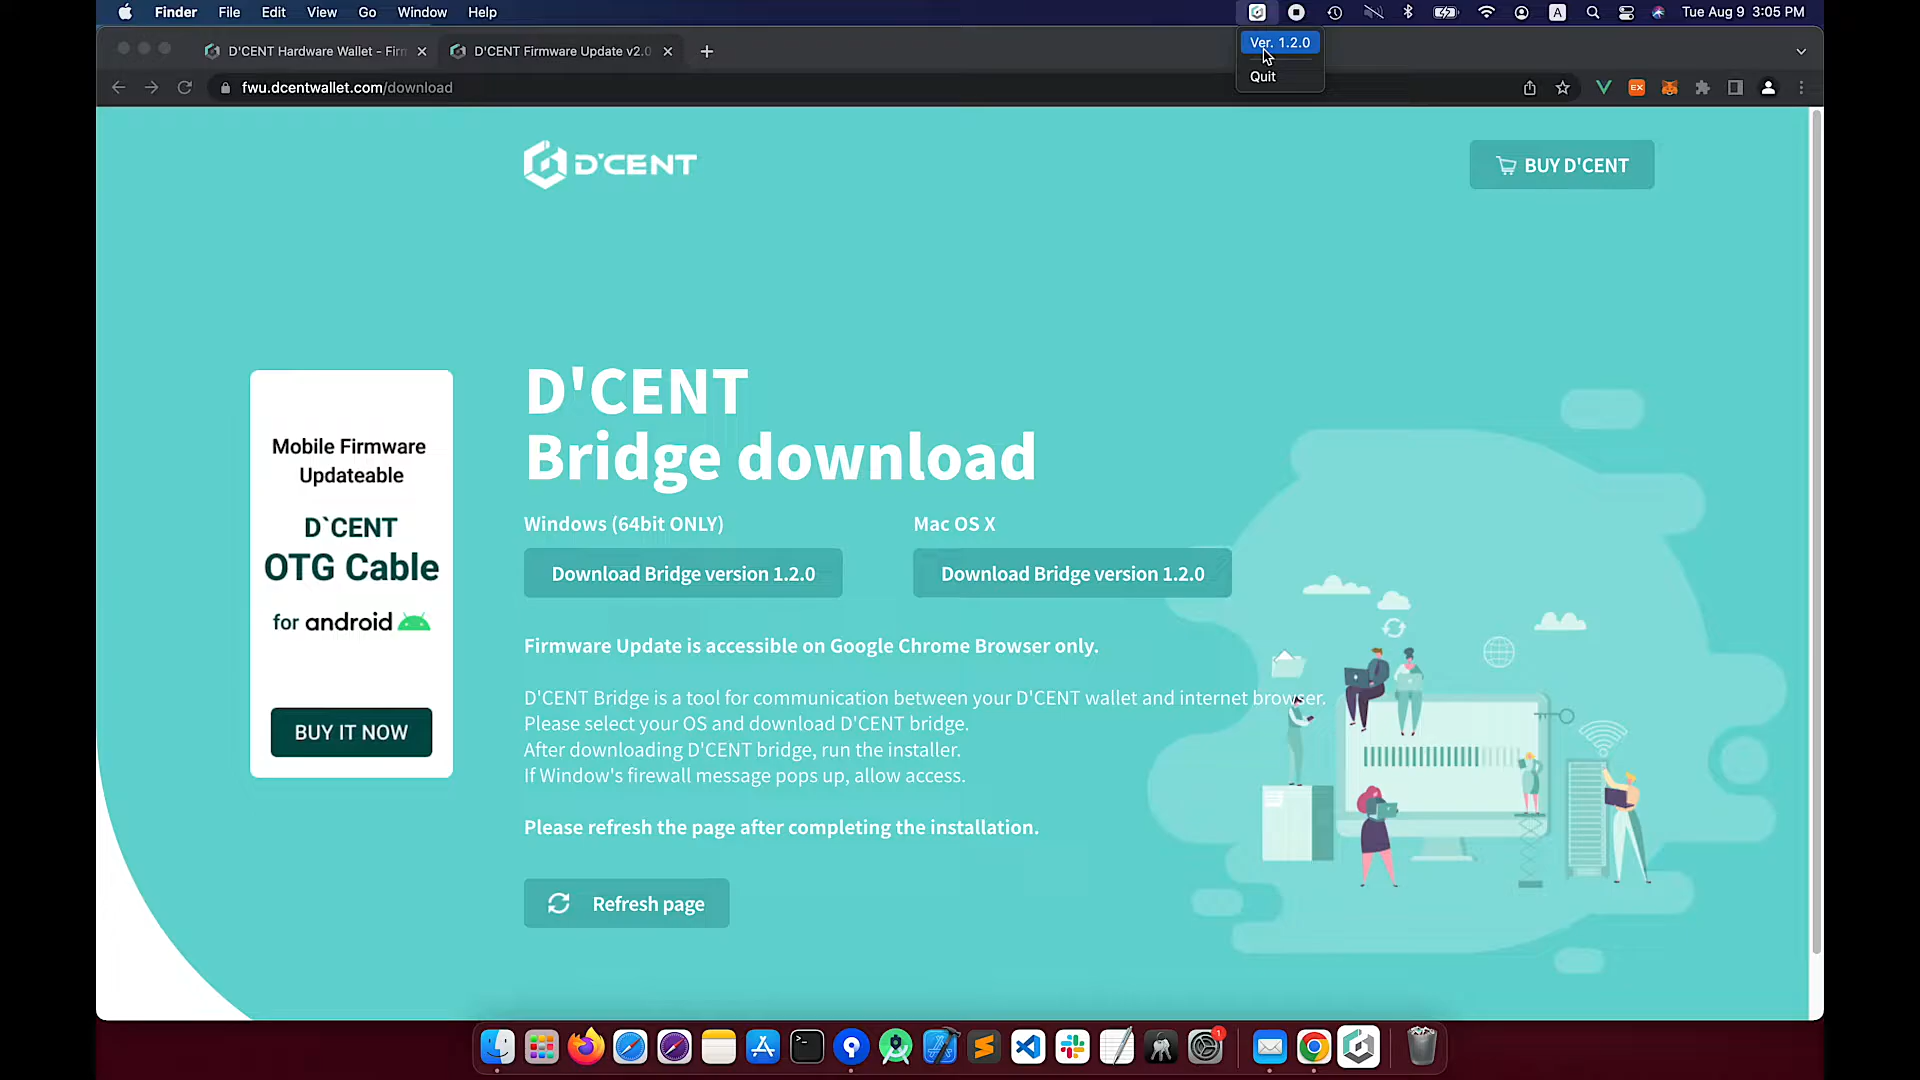 Finder File Edit View Go Window Help
A
Tue Aug 9 3:05 PM
Ver. 1.2.0
Quit
D'CENT Hardware Wallet - Firm
D'CENT Firmware Update v2.0
fwu.dcentwallet.com/download
EX
D'CENT
BUY D'CENT
Mobile Firmware
Updateable
D`CENT
OTG Cable
for android
BUY IT NOW
D'CENT
Bridge download
Windows (64bit ONLY)
Mac OS X
Download Bridge version 1.2.0
Download Bridge version 1.2.0
Firmware Update is accessible on Google Chrome Browser only.
D'CENT Bridge is a tool for communication between your D'CENT wallet and internet browser.
Please select your OS and download D'CENT bridge.
After downloading D'CENT bridge, run the installer.
If Window's firewall message pops up, allow access.
Please refresh the page after completing the installation.
Refresh page
1